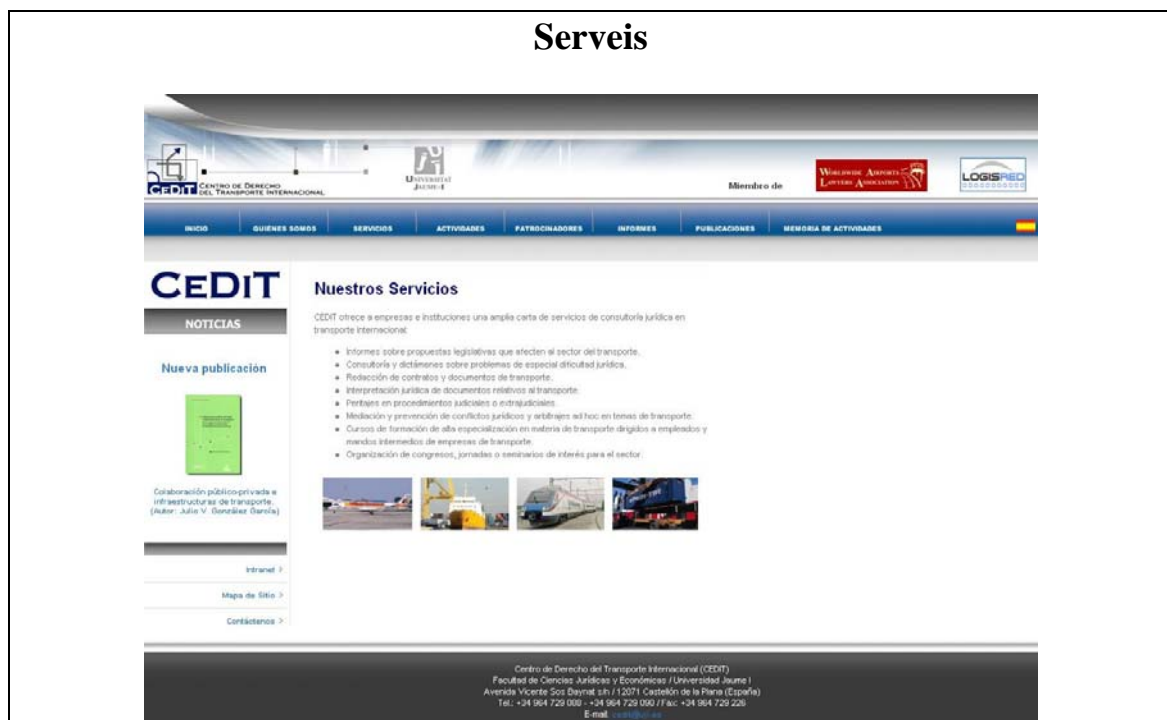 Serveis
CEDIT CENTRO DE DERECHO
DEL TRANSPORTE INTERNACIONAL
UNIVERSITAT
JAUME·I
Miembro de
WORLDWIDE AIRPORTS
LAWYERS ASSOCIATION
LOGISRED
INICIO
QUIÉNES SOMOS
SERVICIOS
ACTIVIDADES
PATROCINADORES
INFORMES
PUBLICACIONES
MEMORIA DE ACTIVIDADES
CEDIT
NOTICIAS
Nueva publicación
Colaboración público-privada e
infraestructuras de transporte.
(Autor: Julio V. González García)
Intranet >
Mapa de Sitio >
Contáctenos >
Nuestros Servicios
CEDIT ofrece a empresas e instituciones una amplia carta de servicios de consultoría jurídica en
transporte internacional:
• Informes sobre propuestas legislativas que afecten al sector del transporte.
• Consultoría y dictámenes sobre problemas de especial dificultad jurídica.
• Redacción de contratos y documentos de transporte.
• Interpretación jurídica de documentos relativos al transporte.
• Peritajes en procedimientos judiciales o extrajudiciales.
• Mediación y prevención de conflictos jurídicos y arbitrajes ad hoc en temas de transporte.
• Cursos de formación de alta especialización en materia de transporte dirigidos a empleados y
mandos intermedios de empresas de transporte.
• Organización de congresos, jornadas o seminarios de interés para el sector.
Centro de Derecho del Transporte Internacional (CEDIT)
Facultad de Ciencias Jurídicas y Económicas / Universidad Jaume I
Avenida Vicente Sos Baynat s/n / 12071 Castellón de la Plana (España)
Tel.: +34 964 729 000 - +34 964 729 090 / Fax: +34 964 729 226
E-mail: